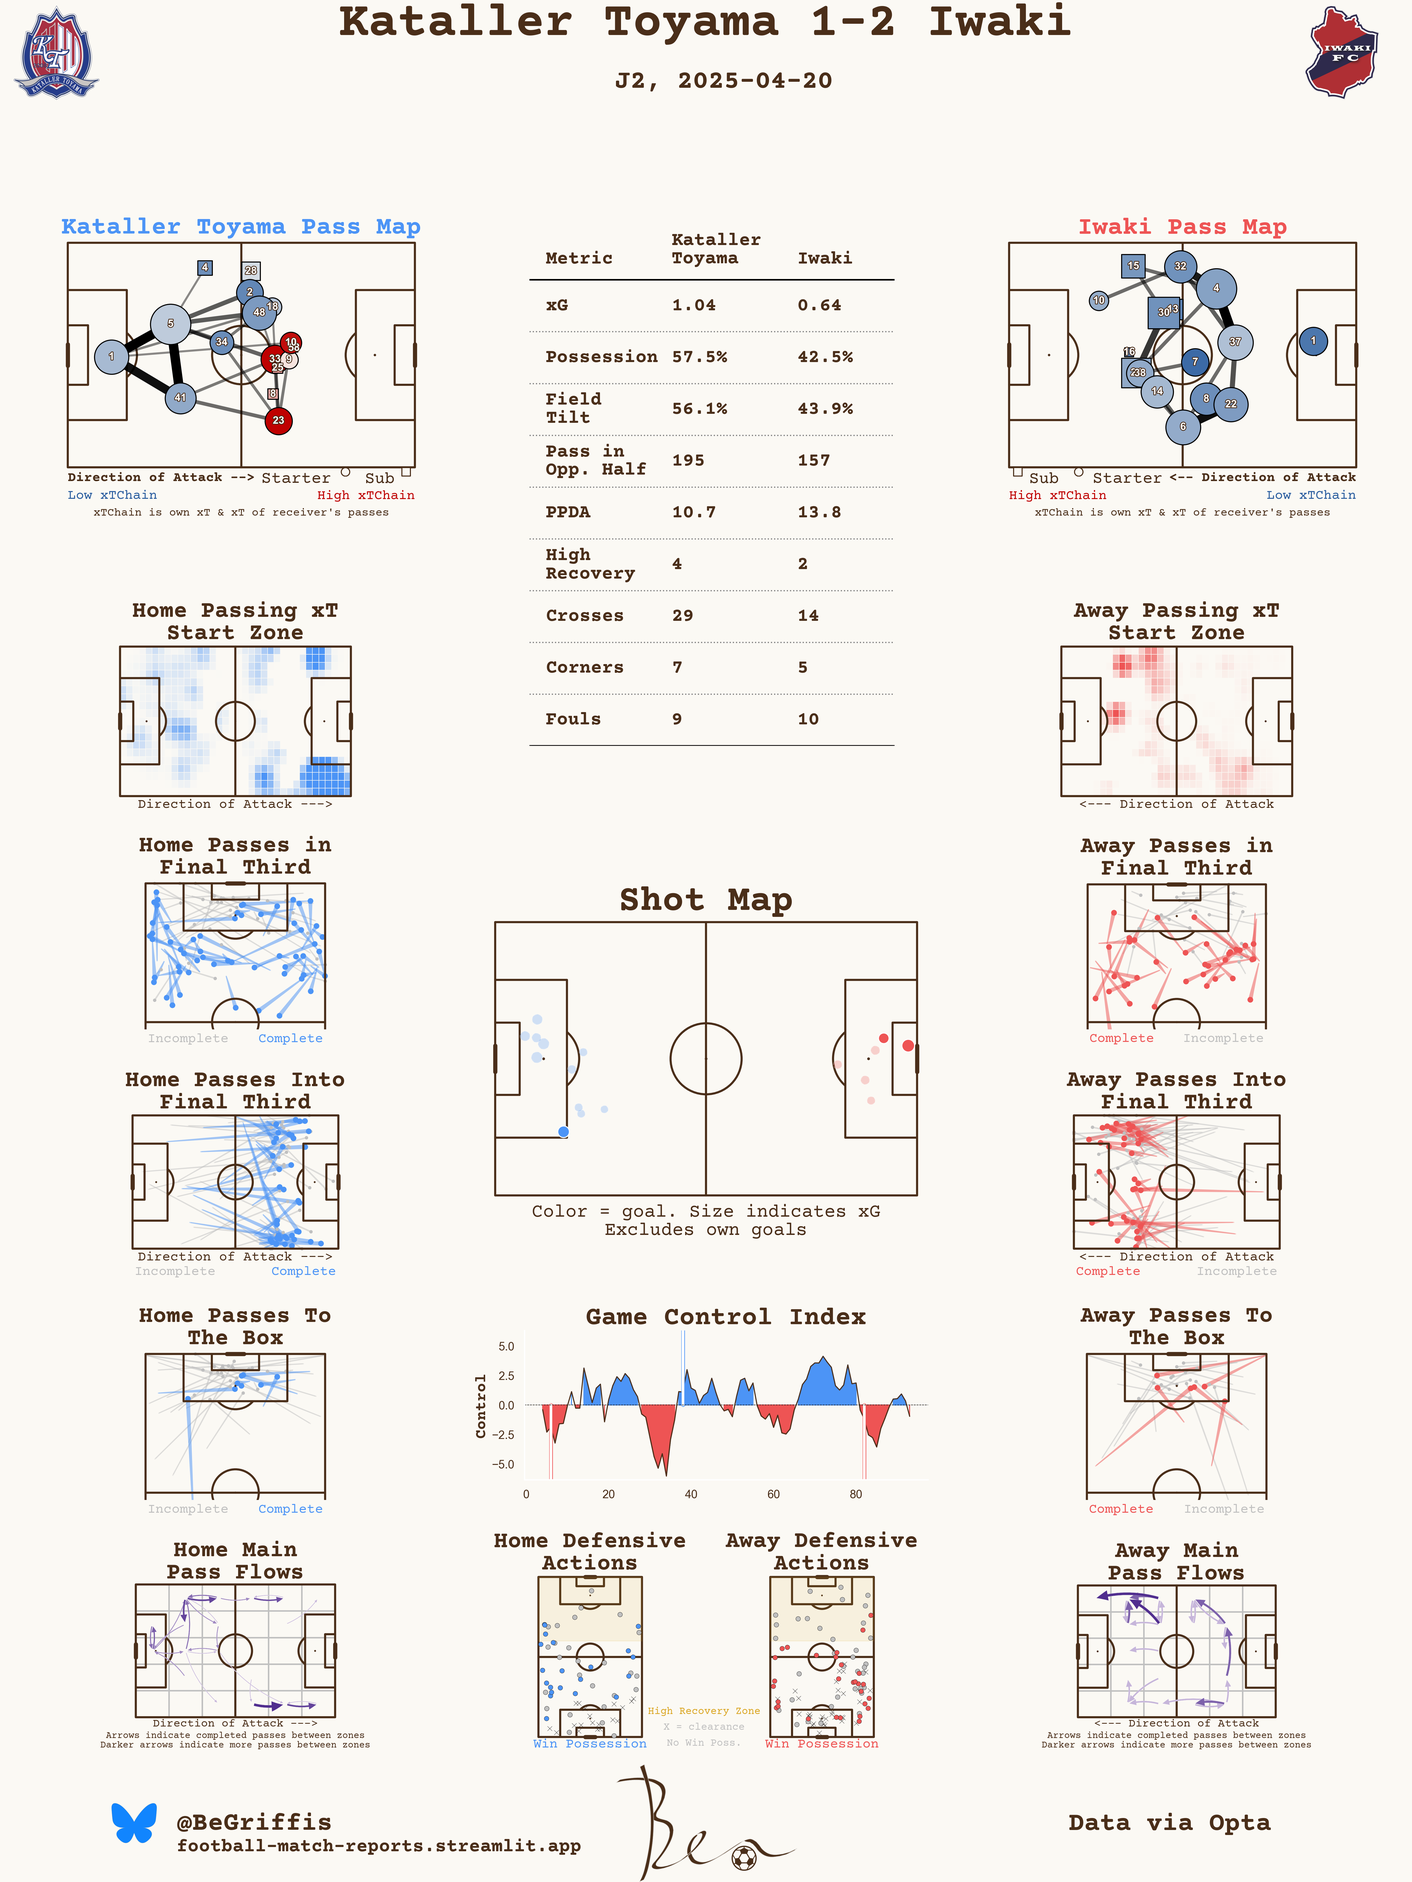 Kataller Toyama 1-2 Iwaki
J2, 2025-04-20
KT
KATALLER TOYAMA
IWAKI
FC
Kataller Toyama Pass Map
4
28
2
18
48
5
34
10
58
1
33
9
25
41
8
23
Direction of Attack --> Starter Sub
Low xTChain High xTChain
xTChain is own xT & xT of receiver's passes
Metric Kataller Toyama Iwaki
xG 1.04 0.64
Possession 57.5% 42.5%
Field Tilt 56.1% 43.9%
Pass in Opp. Half 195 157
PPDA 10.7 13.8
High Recovery 4 2
Crosses 29 14
Corners 7 5
Fouls 9 10
Iwaki Pass Map
15
32
4
10
30
13
37
1
16
7
38
14
8
22
6
Sub Starter <-- Direction of Attack
High xTChain Low xTChain
xTChain is own xT & xT of receiver's passes
Home Passing xT
Start Zone
Direction of Attack --->
Away Passing xT
Start Zone
<--- Direction of Attack
Home Passes in
Final Third
Incomplete Complete
Away Passes in
Final Third
Complete Incomplete
Shot Map
Color = goal. Size indicates xG
Excludes own goals
Home Passes Into
Final Third
Direction of Attack --->
Incomplete Complete
Away Passes Into
Final Third
<--- Direction of Attack
Complete Incomplete
Home Passes To
The Box
Incomplete Complete
Game Control Index
Control
5.0
2.5
0.0
−2.5
−5.0
0 20 40 60 80
Away Passes To
The Box
Complete Incomplete
Home Main
Pass Flows
Direction of Attack --->
Arrows indicate completed passes between zones
Darker arrows indicate more passes between zones
Home Defensive
Actions
Win Possession
High Recovery Zone
X = clearance
No Win Poss.
Away Defensive
Actions
Win Possession
Away Main
Pass Flows
<--- Direction of Attack
Arrows indicate completed passes between zones
Darker arrows indicate more passes between zones
@BeGriffis
football-match-reports.streamlit.app
Ben
Data via Opta